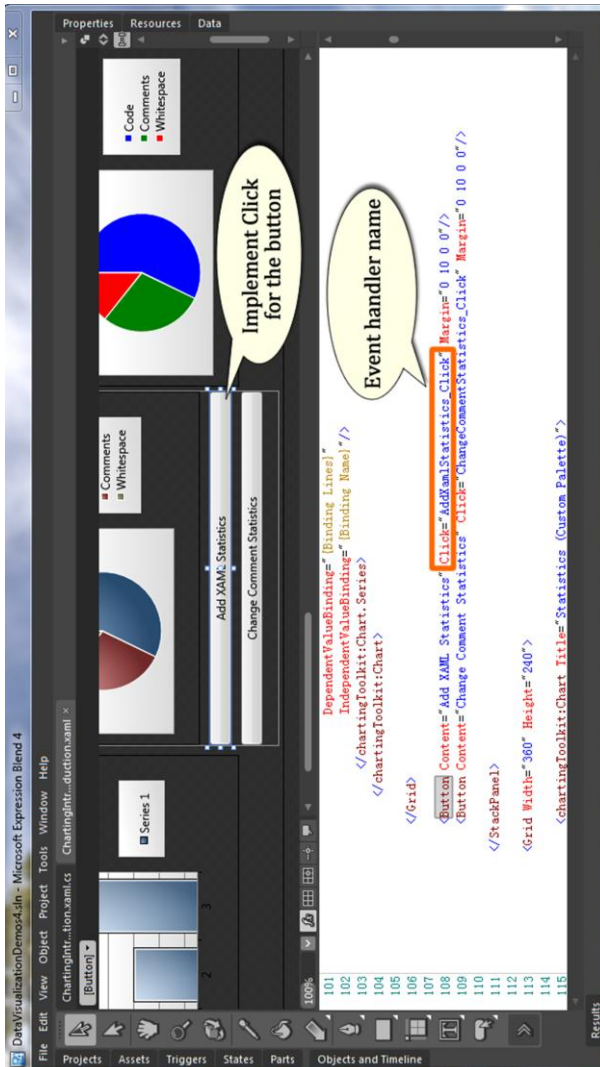 DataVisualizationDemos4.sln - Microsoft Expression Blend 4
File Edit View Object Project Tools Window Help
Projects
Assets
Triggers
States
Parts
Objects and Timeline
ChartingIntr...tion.xaml.cs
ChartingIntr...duction.xaml ×
[Button]
2
3
Series 1
Comments
Whitespace
Add XAML Statistics
Change Comment Statistics
Code
Comments
Whitespace
Implement Click
for the button
Properties
Resources
Data
100%
101 DependentValueBinding="{Binding Lines}"
102 IndependentValueBinding="{Binding Name}"/>
103 </chartingToolkit:Chart.Series>
104 </chartingToolkit:Chart>
105
106 </Grid>
107
108 <Button Content="Add XAML Statistics" Click="AddXamlStatistics_Click" Margin="0 10 0 0"/>
109 <Button Content="Change Comment Statistics" Click="ChangeCommentStatistics_Click" Margin="0 10 0 0"/>
110
111 </StackPanel>
112
113 <Grid Width="360" Height="240">
114
115 <chartingToolkit:Chart Title="Statistics (Custom Palette)">
Event handler name
Results